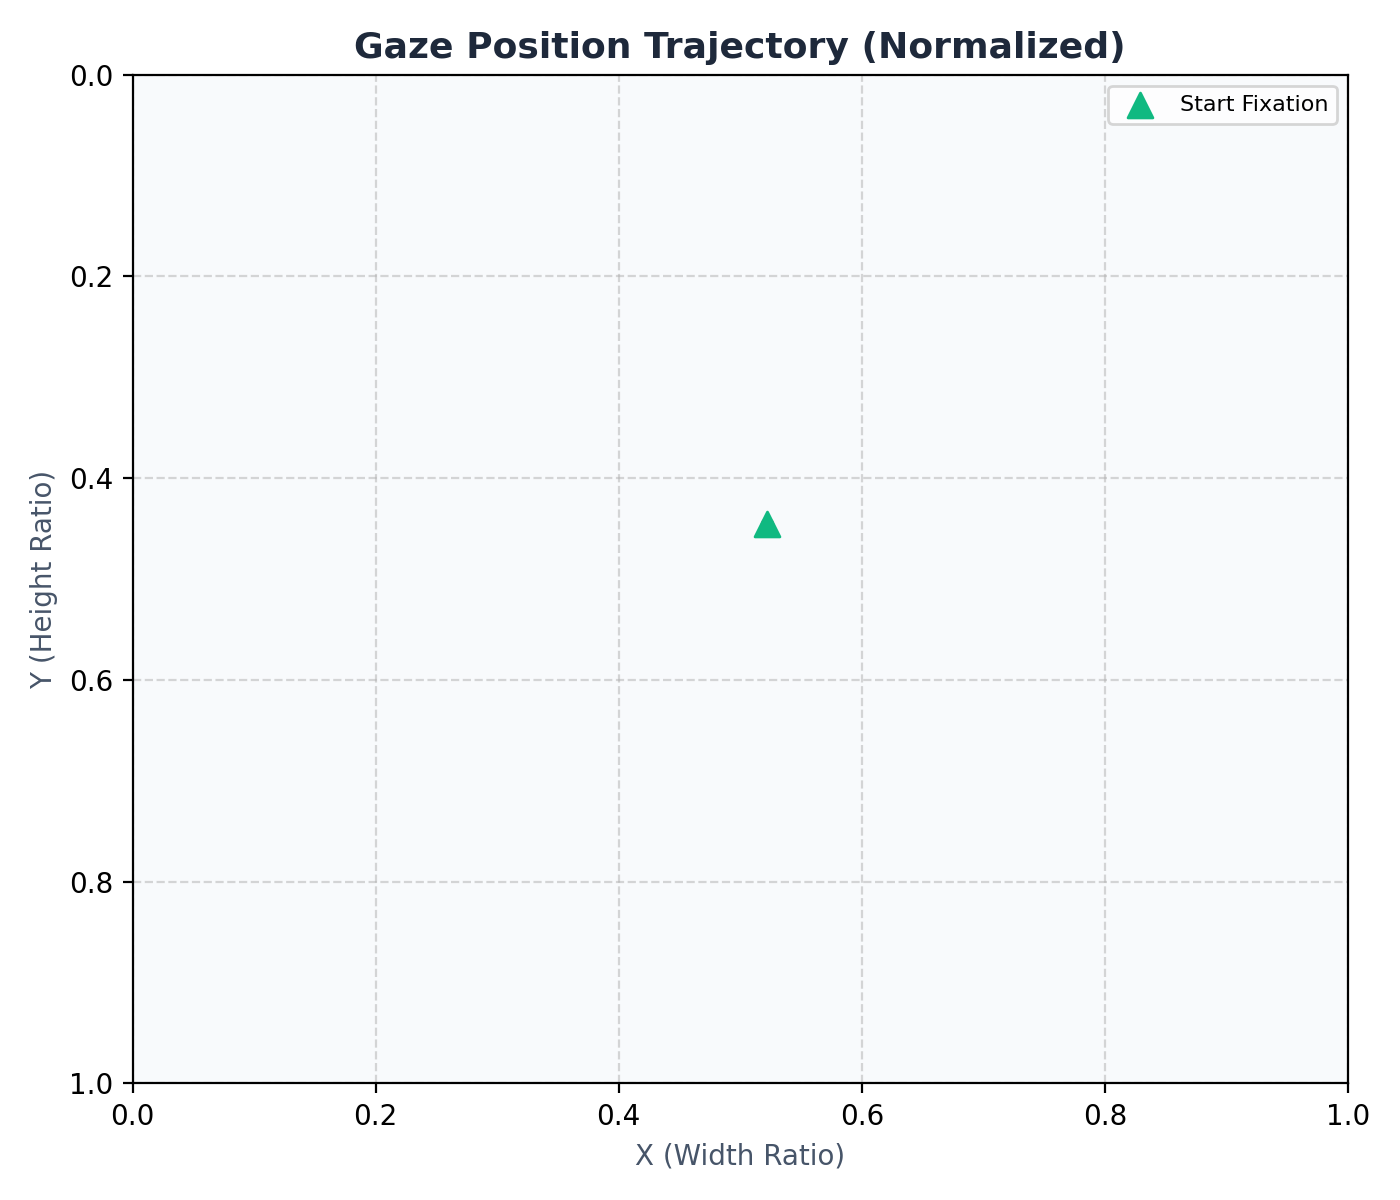 Gaze Position Trajectory (Normalized)
Start Fixation
0.0
0.2
0.4
0.6
0.8
1.0
Y (Height Ratio)
0.0 0.2 0.4 0.6 0.8 1.0
X (Width Ratio)